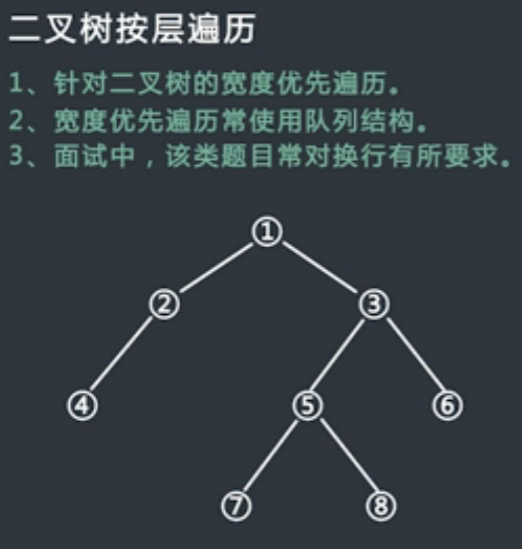 二叉树按层遍历
1、针对二叉树的宽度优先遍历。
2、宽度优先遍历常使用队列结构。
3、面试中，该类题目常对换行有所要求。
①
② ③
④ ⑤ ⑥
⑦ ⑧